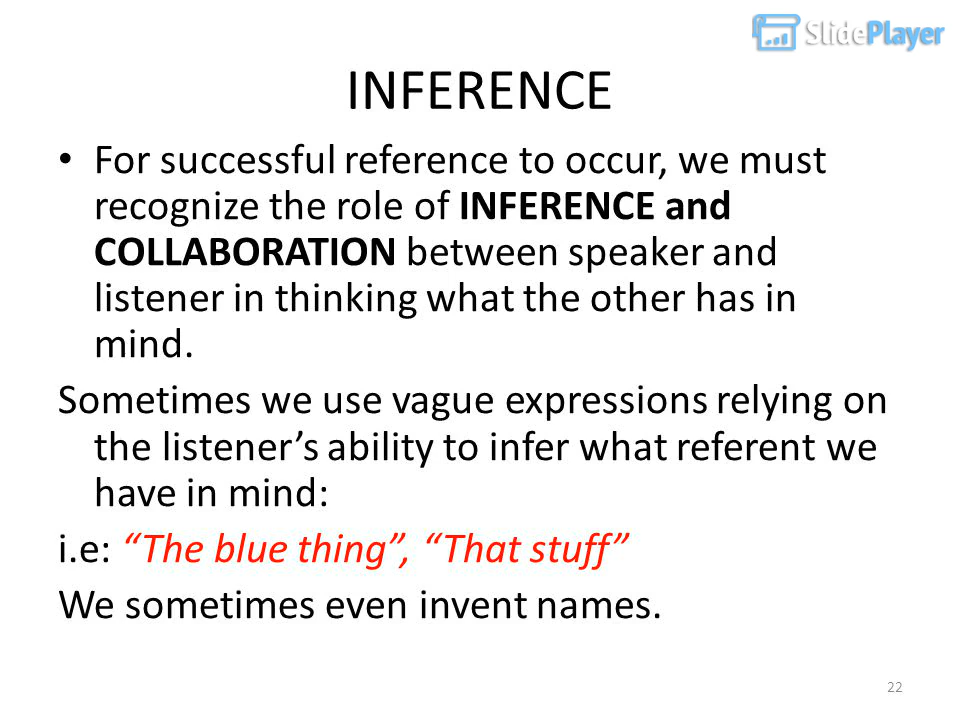 SlidePlayer
INFERENCE
• For successful reference to occur, we must
recognize the role of INFERENCE and
COLLABORATION between speaker and
listener in thinking what the other has in
mind.
Sometimes we use vague expressions relying on
the listener’s ability to infer what referent we
have in mind:
i.e: “The blue thing”, “That stuff”
We sometimes even invent names.
22